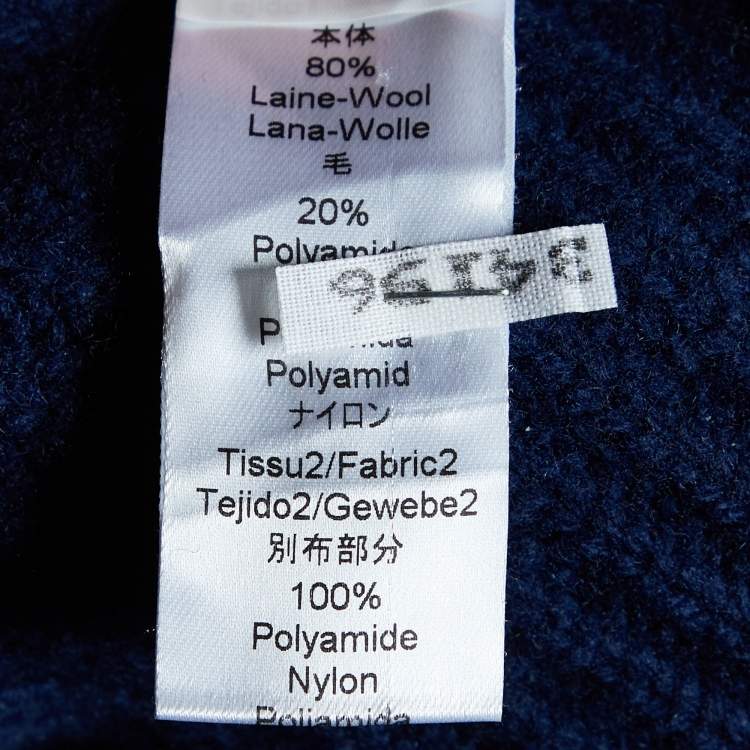 本体
80%
Laine-Wool
Lana-Wolle
毛
20%
Polyamide
Polyamid
ナイロン
Tissu2/Fabric2
Tejido2/Gewebe2
別布部分
100%
Polyamide
Nylon